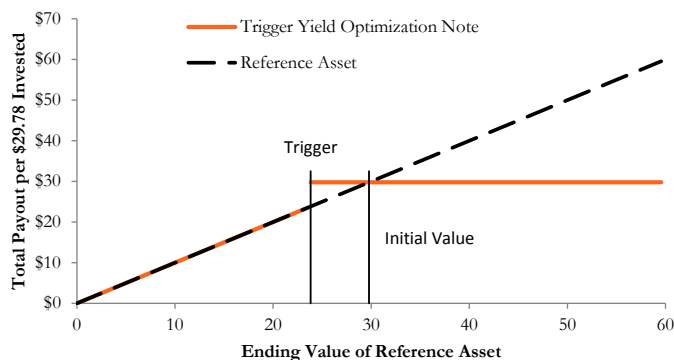 $70
$60
$50
$40
$30
$20
$10
$0
Total Payout per $29.78 Invested
Trigger Yield Optimization Note
Reference Asset
Trigger
Initial Value
0 10 20 30 40 50 60
Ending Value of Reference Asset